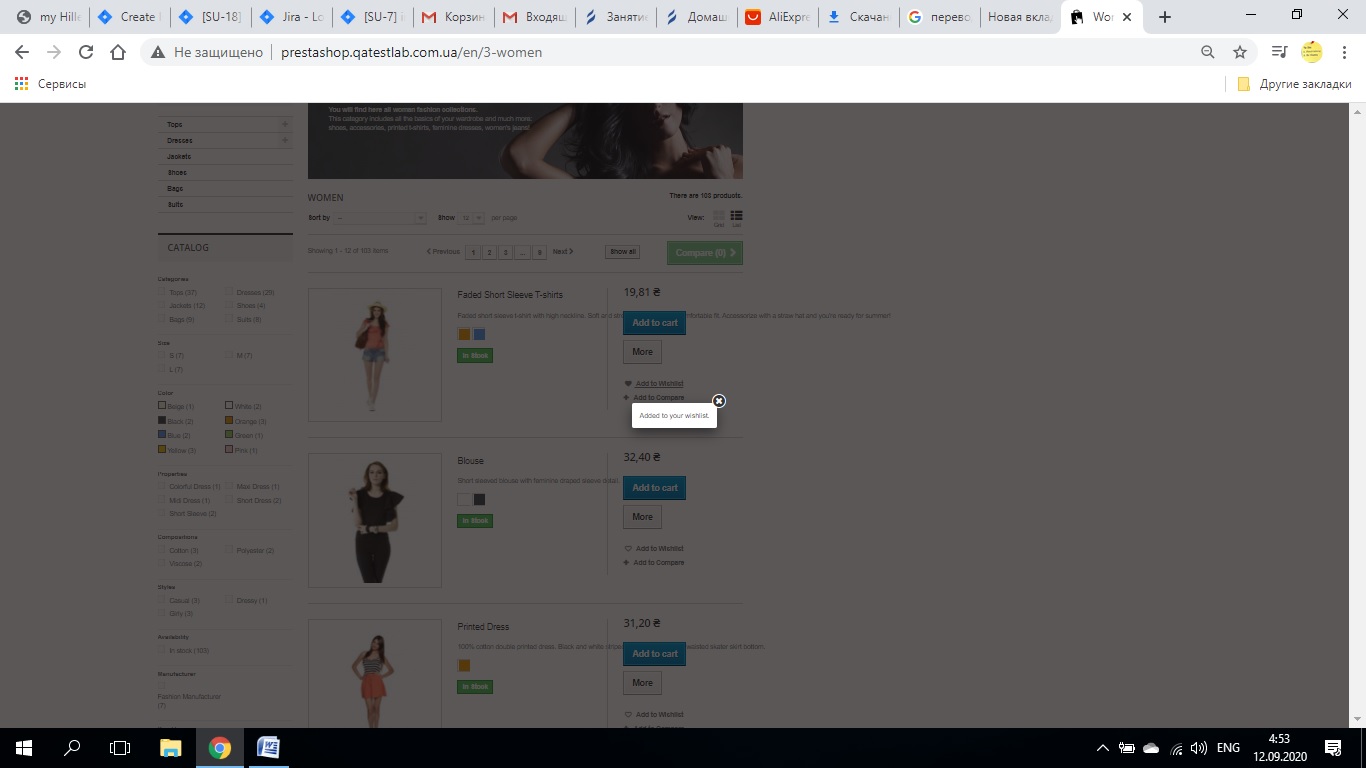 my Hille
Create I
[SU-18]
Jira - Lo
[SU-7] i
Корзин
Входящ
Занятие
Домаш
AliExpre
Скачан
перево
Новая вклад
Wor
Не защищено
prestashop.qatestlab.com.ua/en/3-women
Сервисы
Другие закладки
You will find here all woman fashion collections.
This category includes all the basics of your wardrobe and much more:
shoes, accessories, printed t-shirts, feminine dresses, women's jeans!
Tops
Dresses
Jackets
Shoes
Bags
Suits
CATALOG
Categories
Tops (37)
Dresses (29)
Jackets (12)
Shoes (4)
Bags (9)
Suits (8)
Size
S (7)
M (7)
L (7)
Color
Beige (1)
White (2)
Black (2)
Orange (3)
Blue (2)
Green (1)
Yellow (3)
Pink (1)
Properties
Colorful Dress (1)
Maxi Dress (1)
Midi Dress (1)
Short Dress (2)
Short Sleeve (2)
Compositions
Cotton (3)
Polyester (2)
Viscose (2)
Styles
Casual (3)
Dressy (1)
Girly (3)
Availability
In stock (103)
Manufacturer
Fashion Manufacturer
(7)
WOMEN
There are 103 products.
Sort by
--
Show
12
per page
View:
Grid
List
Showing 1 - 12 of 103 items
Previous
1
2
3
...
9
Next
Show all
Compare (0)
Faded Short Sleeve T-shirts
19,81 ₴
Faded short sleeve t-shirt with high neckline. Soft and
mfortable fit. Accessorize with a straw hat and you're ready for summer!
Add to cart
In Stock
More
Add to Wishlist
Add to Compare
Added to your wishlist.
Blouse
32,40 ₴
Short sleeved blouse with feminine draped sleeve detail.
Add to cart
In Stock
More
Add to Wishlist
Add to Compare
Printed Dress
31,20 ₴
100% cotton double printed dress. Black and white striped
waisted skater skirt bottom.
Add to cart
In Stock
More
Add to Wishlist
Add to Compare
ENG
4:53
12.09.2020